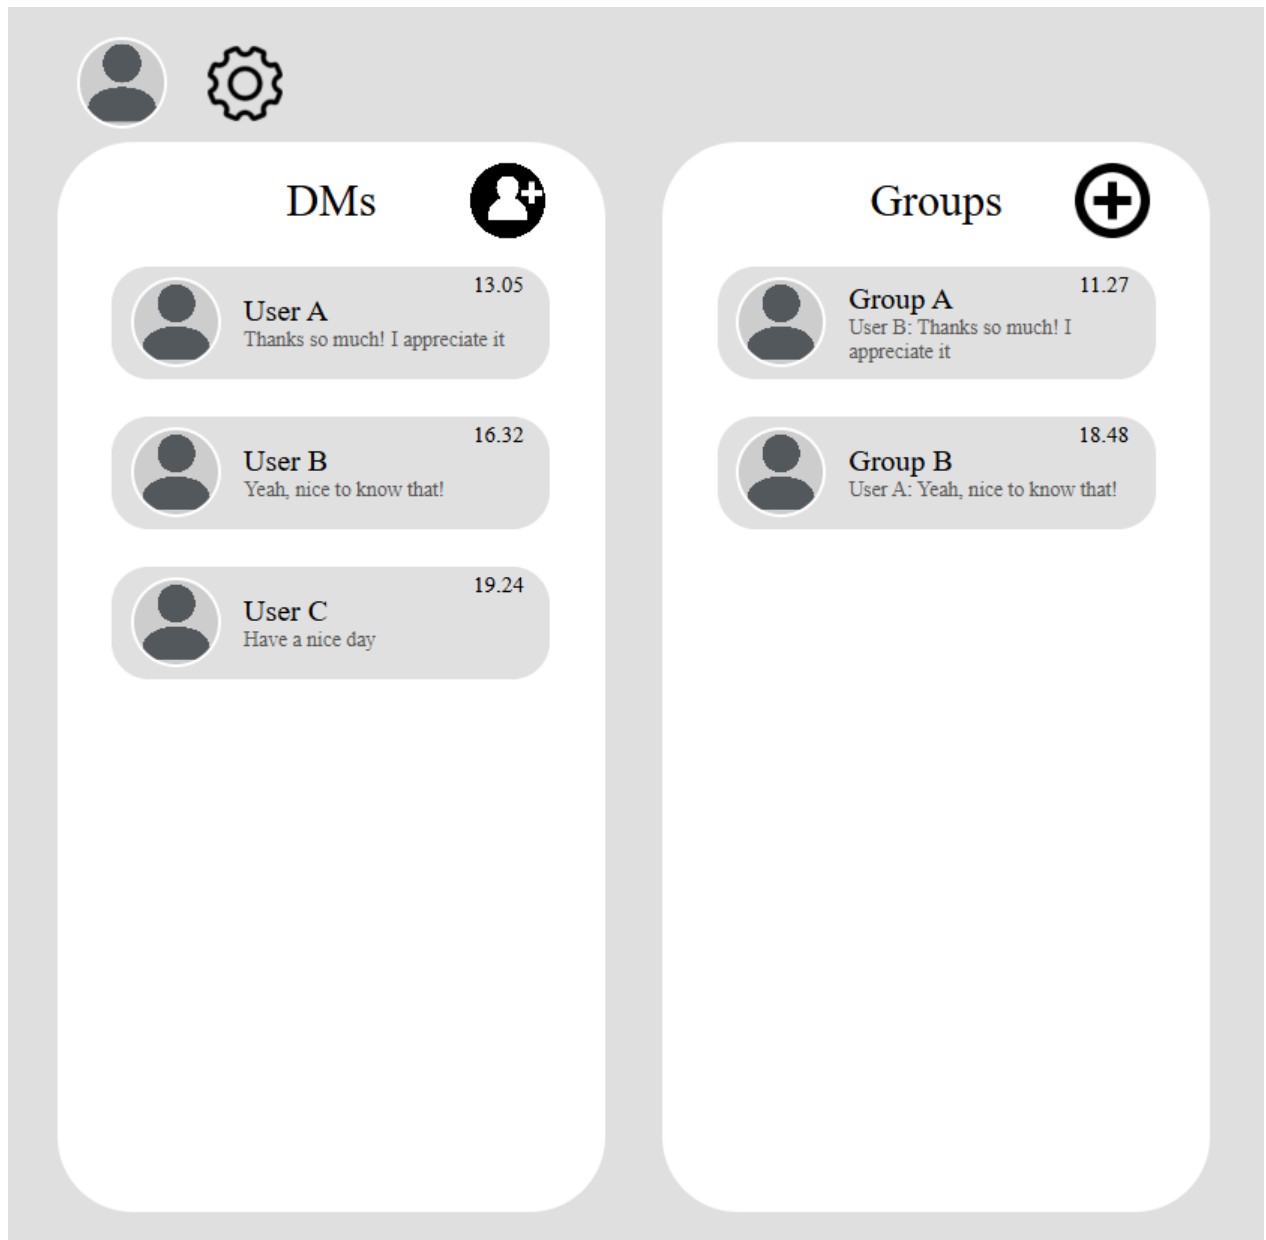 DMs
13.05
User A
Thanks so much! I appreciate it
16.32
User B
Yeah, nice to know that!
19.24
User C
Have a nice day
Groups
11.27
Group A
User B: Thanks so much! I
appreciate it
18.48
Group B
User A: Yeah, nice to know that!